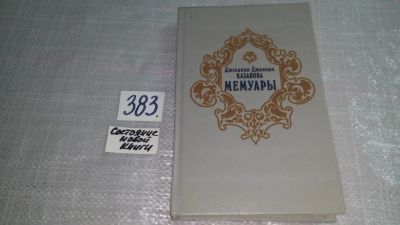 383.
Состояние
новой
книги
Джованни Джакомо
КАЗАНОВА
МЕМУАРЫ